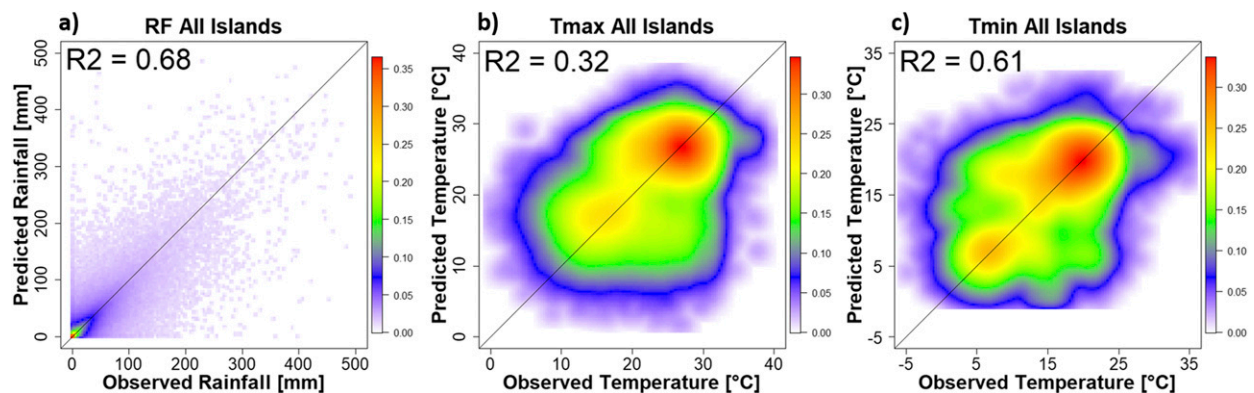 a) RF All Islands
R2 = 0.68
Predicted Rainfall [mm]
500
400
300
200
100
0
0 100 200 300 400 500
Observed Rainfall [mm]
0.35
0.30
0.25
0.20
0.15
0.10
0.05
0.00
b) Tmax All Islands
R2 = 0.32
Predicted Temperature [°C]
40
30
20
10
0
0 10 20 30 40
Observed Temperature [°C]
0.30
0.25
0.20
0.15
0.10
0.05
0.00
c) Tmin All Islands
R2 = 0.61
Predicted Temperature [°C]
35
25
15
5
-5
-5 5 15 25 35
Observed Temperature [°C]
0.30
0.25
0.20
0.15
0.10
0.05
0.00